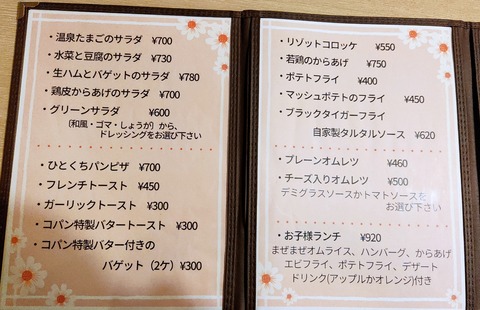 ・温泉たまごのサラダ ¥700
・水菜と豆腐のサラダ ¥730
・生ハムとバゲットのサラダ ¥780
・鶏皮からあげのサラダ ¥700
・グリーンサラダ ¥600
(和風・ゴマ・しょうが)から、
ドレッシングをお選び下さい
・ひとくちパンピザ ¥700
・フレンチトースト ¥450
・ガーリックトースト ¥300
・コパン特製バタートースト ¥300
・コパン特製バター付きの
バゲット(2ケ) ¥300
・リゾットコロッケ ¥550
・若鶏のからあげ ¥750
・ポテトフライ ¥400
・マッシュポテトのフライ ¥450
・ブラックタイガーフライ
自家製タルタルソース ¥620
・プレーンオムレツ ¥460
・チーズ入りオムレツ ¥500
デミグラスソースかトマトソースを
お選び下さい
・お子様ランチ ¥920
まぜまぜオムライス、ハンバーグ、からあげ
エビフライ、ポテトフライ、デザート
ドリンク(アップルかオレンジ)付き